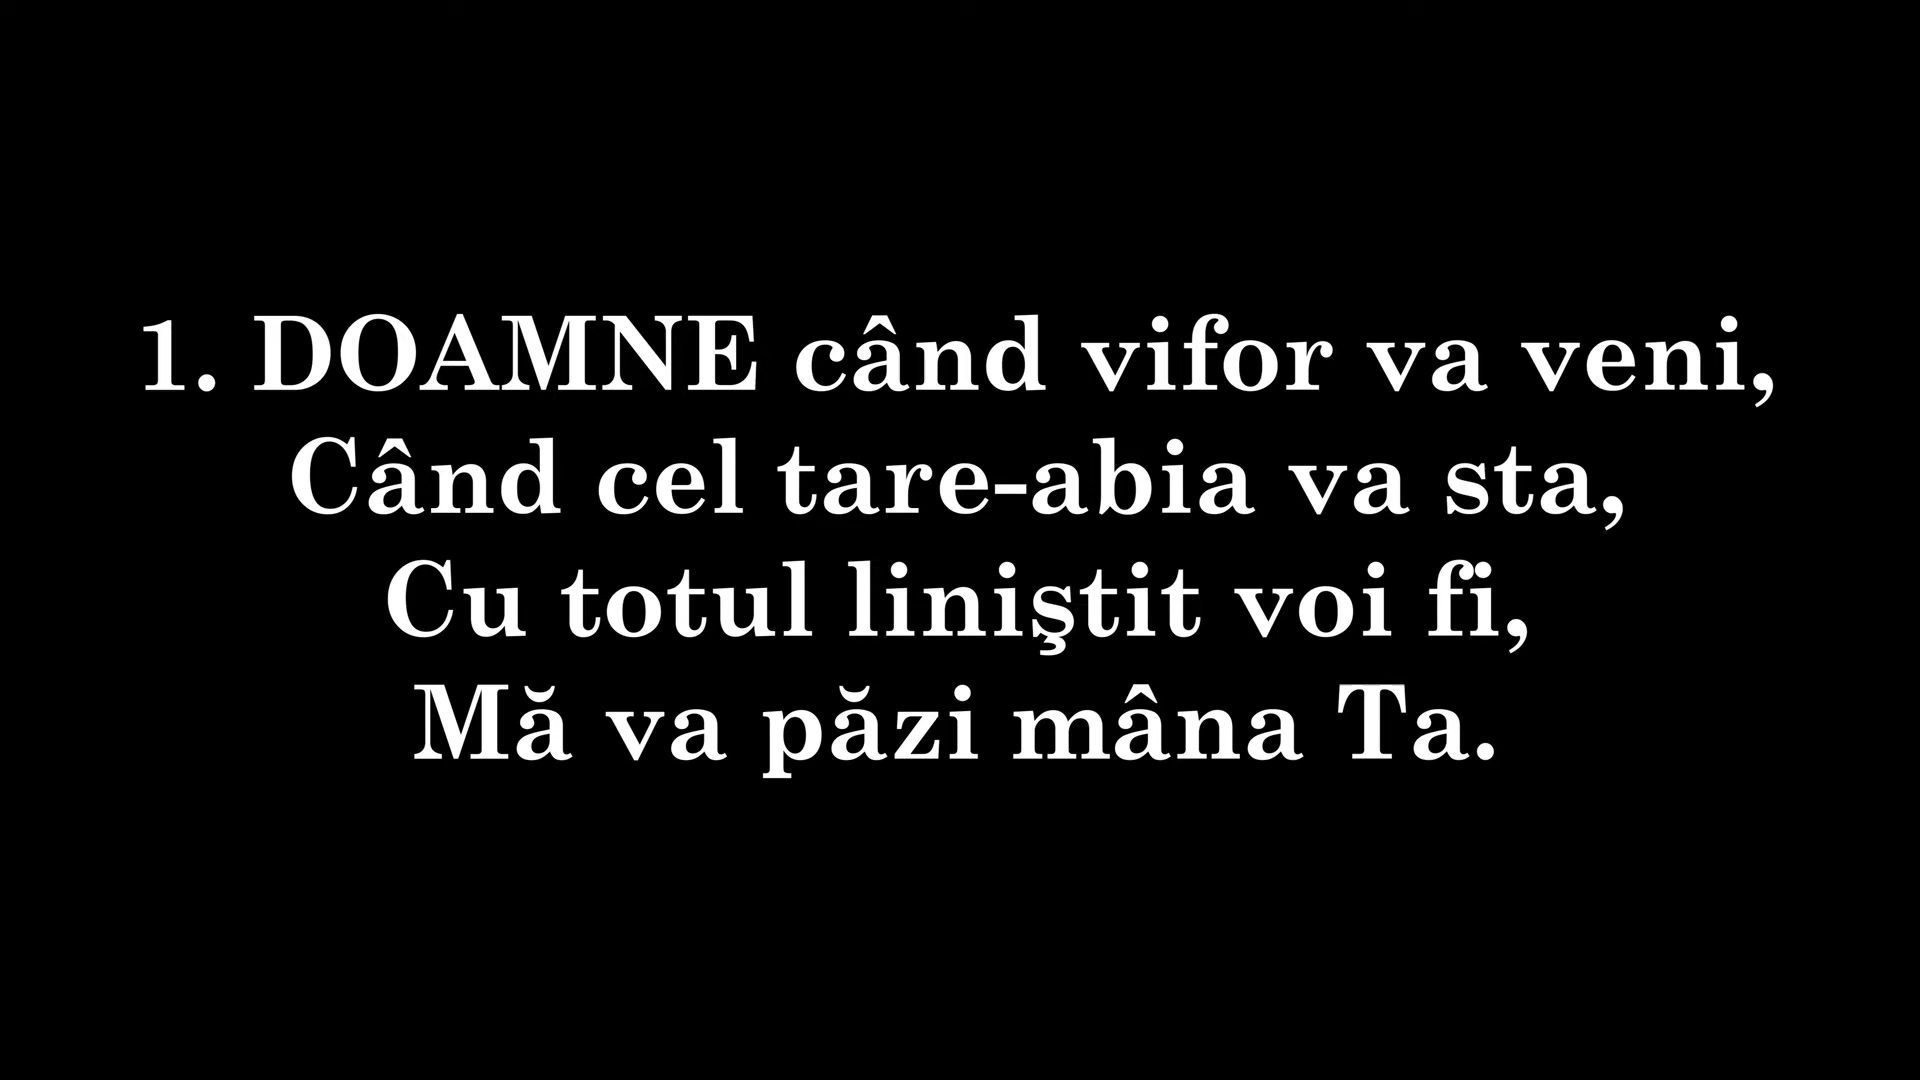 1. DOAMNE când vifor va veni,
Când cel tare-abia va sta,
Cu totul liniştit voi fi,
Mă va păzi mâna Ta.